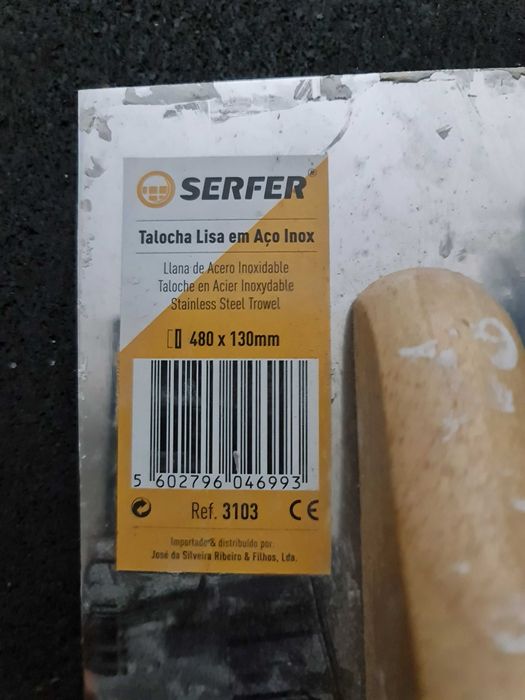 SERFER®
Talocha Lisa em Aço Inox
Llana de Acero Inoxidable
Taloche en Acier Inoxydable
Stainless Steel Trowel
480 x 130mm
5 602796 046993
Ref. 3103 CE
Importado & distribuído por:
José da Silveira Ribeiro & Filhos, Lda.